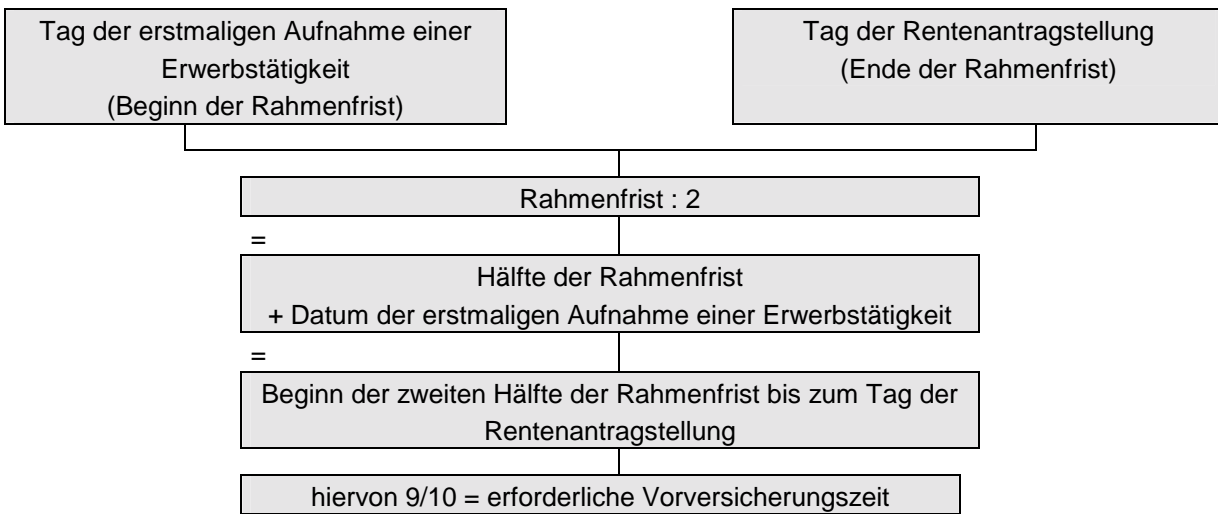 Tag der erstmaligen Aufnahme einer
Erwerbstätigkeit
(Beginn der Rahmenfrist)
Tag der Rentenantragstellung
(Ende der Rahmenfrist)
Rahmenfrist : 2
=
Hälfte der Rahmenfrist
+ Datum der erstmaligen Aufnahme einer Erwerbstätigkeit
=
Beginn der zweiten Hälfte der Rahmenfrist bis zum Tag der
Rentenantragstellung
hiervon 9/10 = erforderliche Vorversicherungszeit